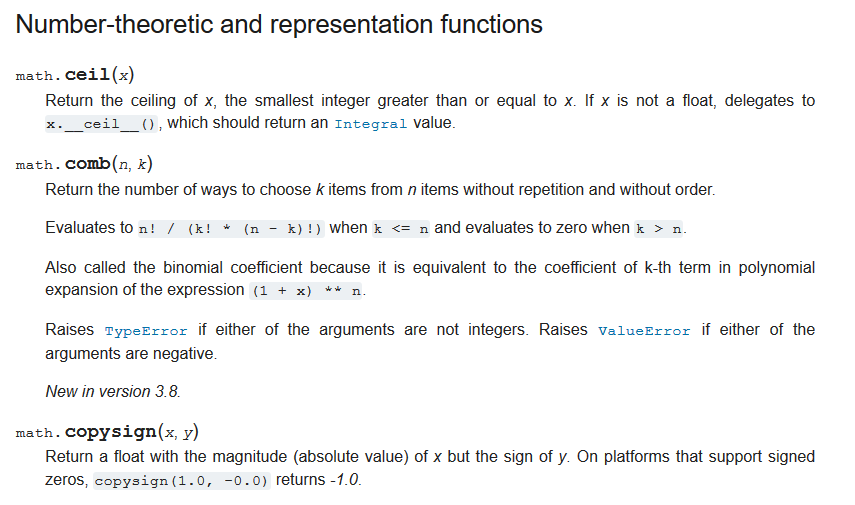 Number-theoretic and representation functions
math.ceil(x)
Return the ceiling of x, the smallest integer greater than or equal to x. If x is not a float, delegates to
x.__ceil__(), which should return an Integral value.
math.comb(n, k)
Return the number of ways to choose k items from n items without repetition and without order.
Evaluates to n! / (k! * (n - k)!) when k <= n and evaluates to zero when k > n.
Also called the binomial coefficient because it is equivalent to the coefficient of k-th term in polynomial
expansion of the expression (1 + x) ** n.
Raises TypeError if either of the arguments are not integers. Raises ValueError if either of the
arguments are negative.
New in version 3.8.
math.copysign(x, y)
Return a float with the magnitude (absolute value) of x but the sign of y. On platforms that support signed
zeros, copysign(1.0, -0.0) returns -1.0.